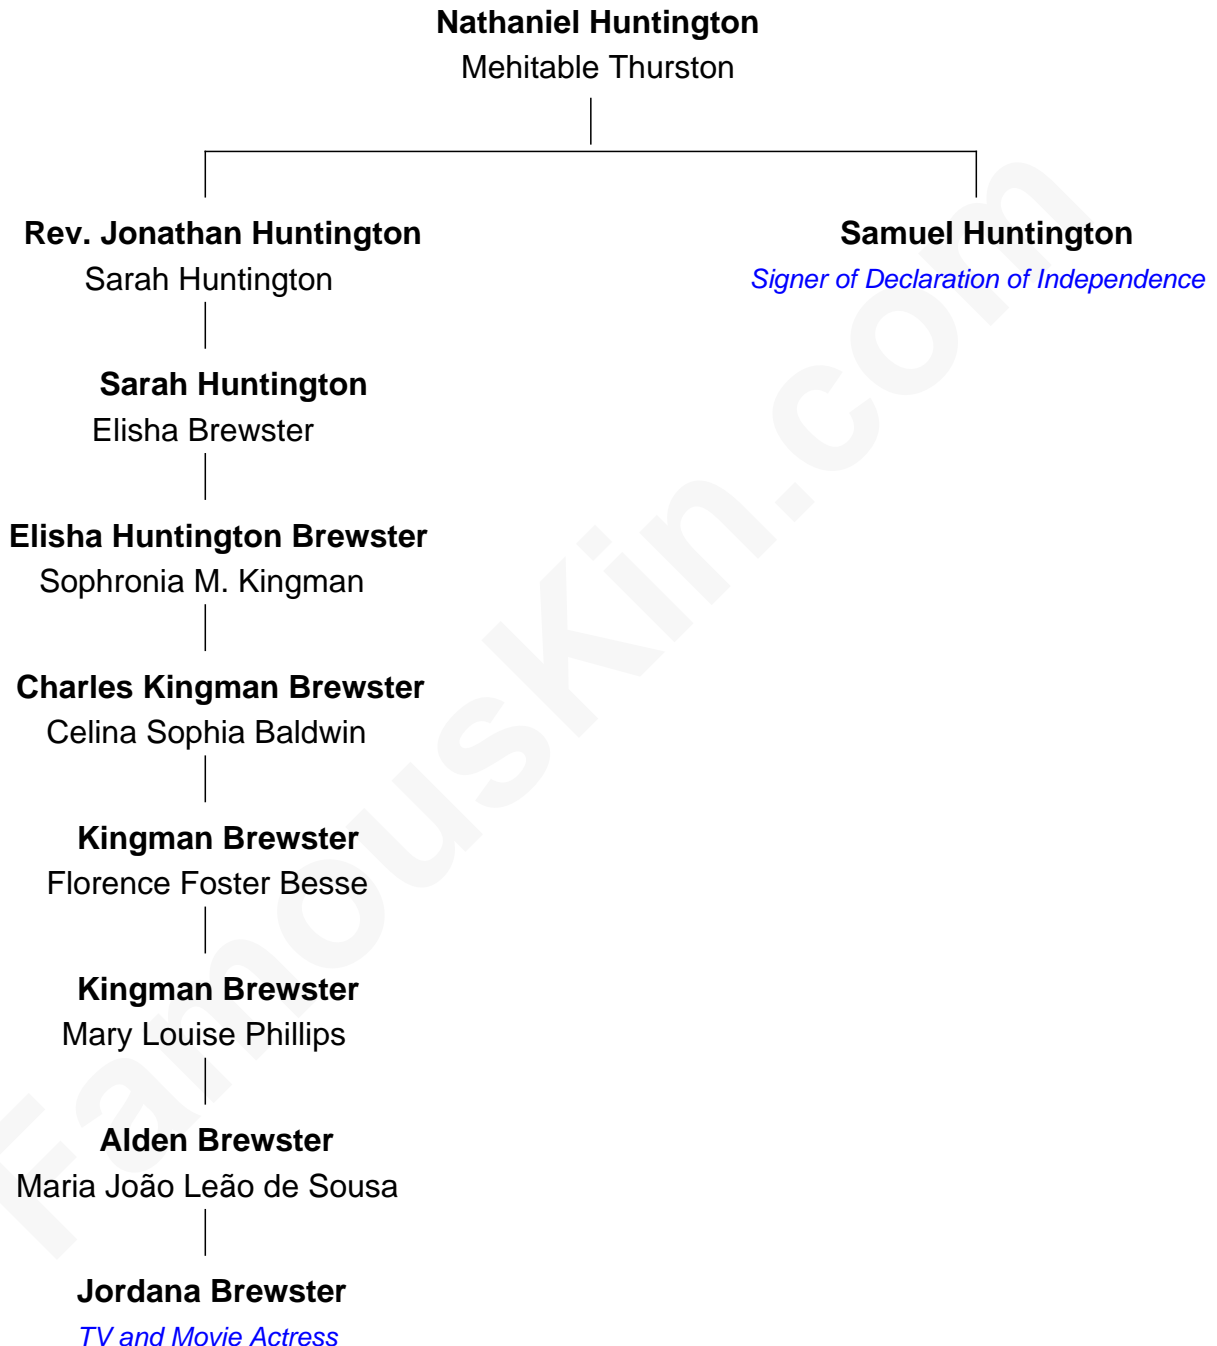 Nathaniel Huntington
Mehitable Thurston
Rev. Jonathan Huntington
Sarah Huntington
Samuel Huntington
Signer of Declaration of Independence
Sarah Huntington
Elisha Brewster
Elisha Huntington Brewster
Sophronia M. Kingman
Charles Kingman Brewster
Celina Sophia Baldwin
Kingman Brewster
Florence Foster Besse
Kingman Brewster
Mary Louise Phillips
Alden Brewster
Maria João Leão de Sousa
Jordana Brewster
TV and Movie Actress
FamousKin.com